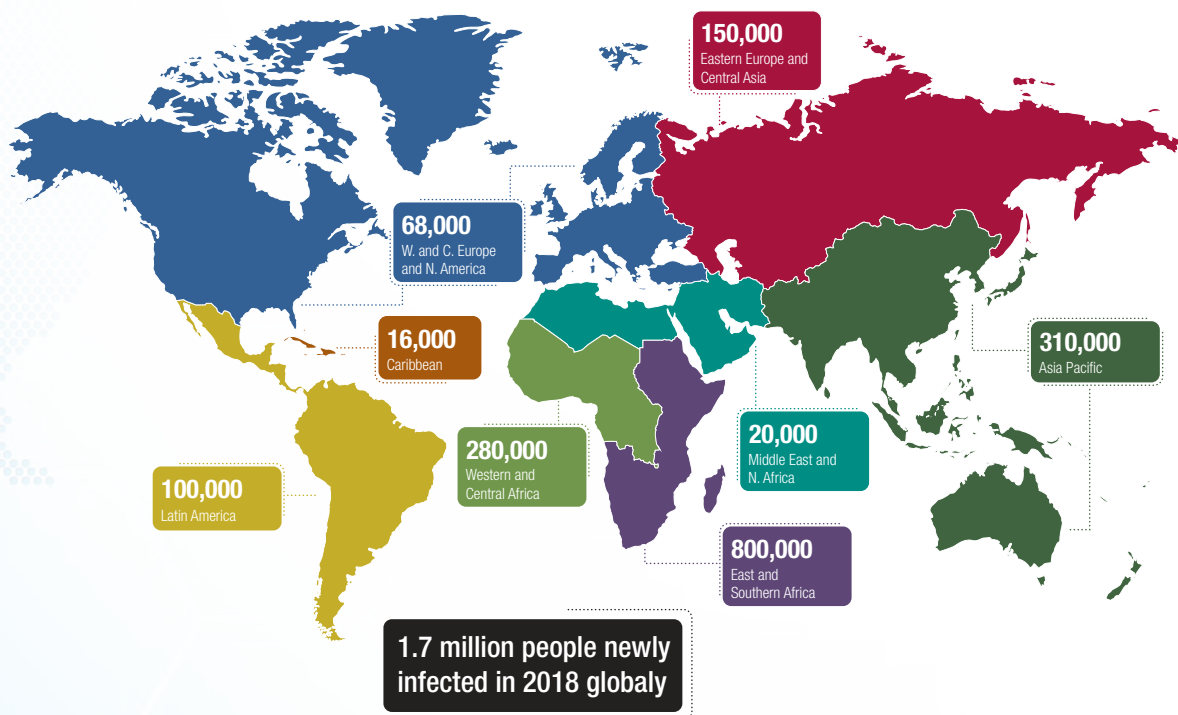 150,000
Eastern Europe and
Central Asia
68,000
W. and C. Europe
and N. America
16,000
Caribbean
310,000
Asia Pacific
280,000
Western and
Central Africa
20,000
Middle East and
N. Africa
100,000
Latin America
800,000
East and
Southern Africa
1.7 million people newly
infected in 2018 globaly